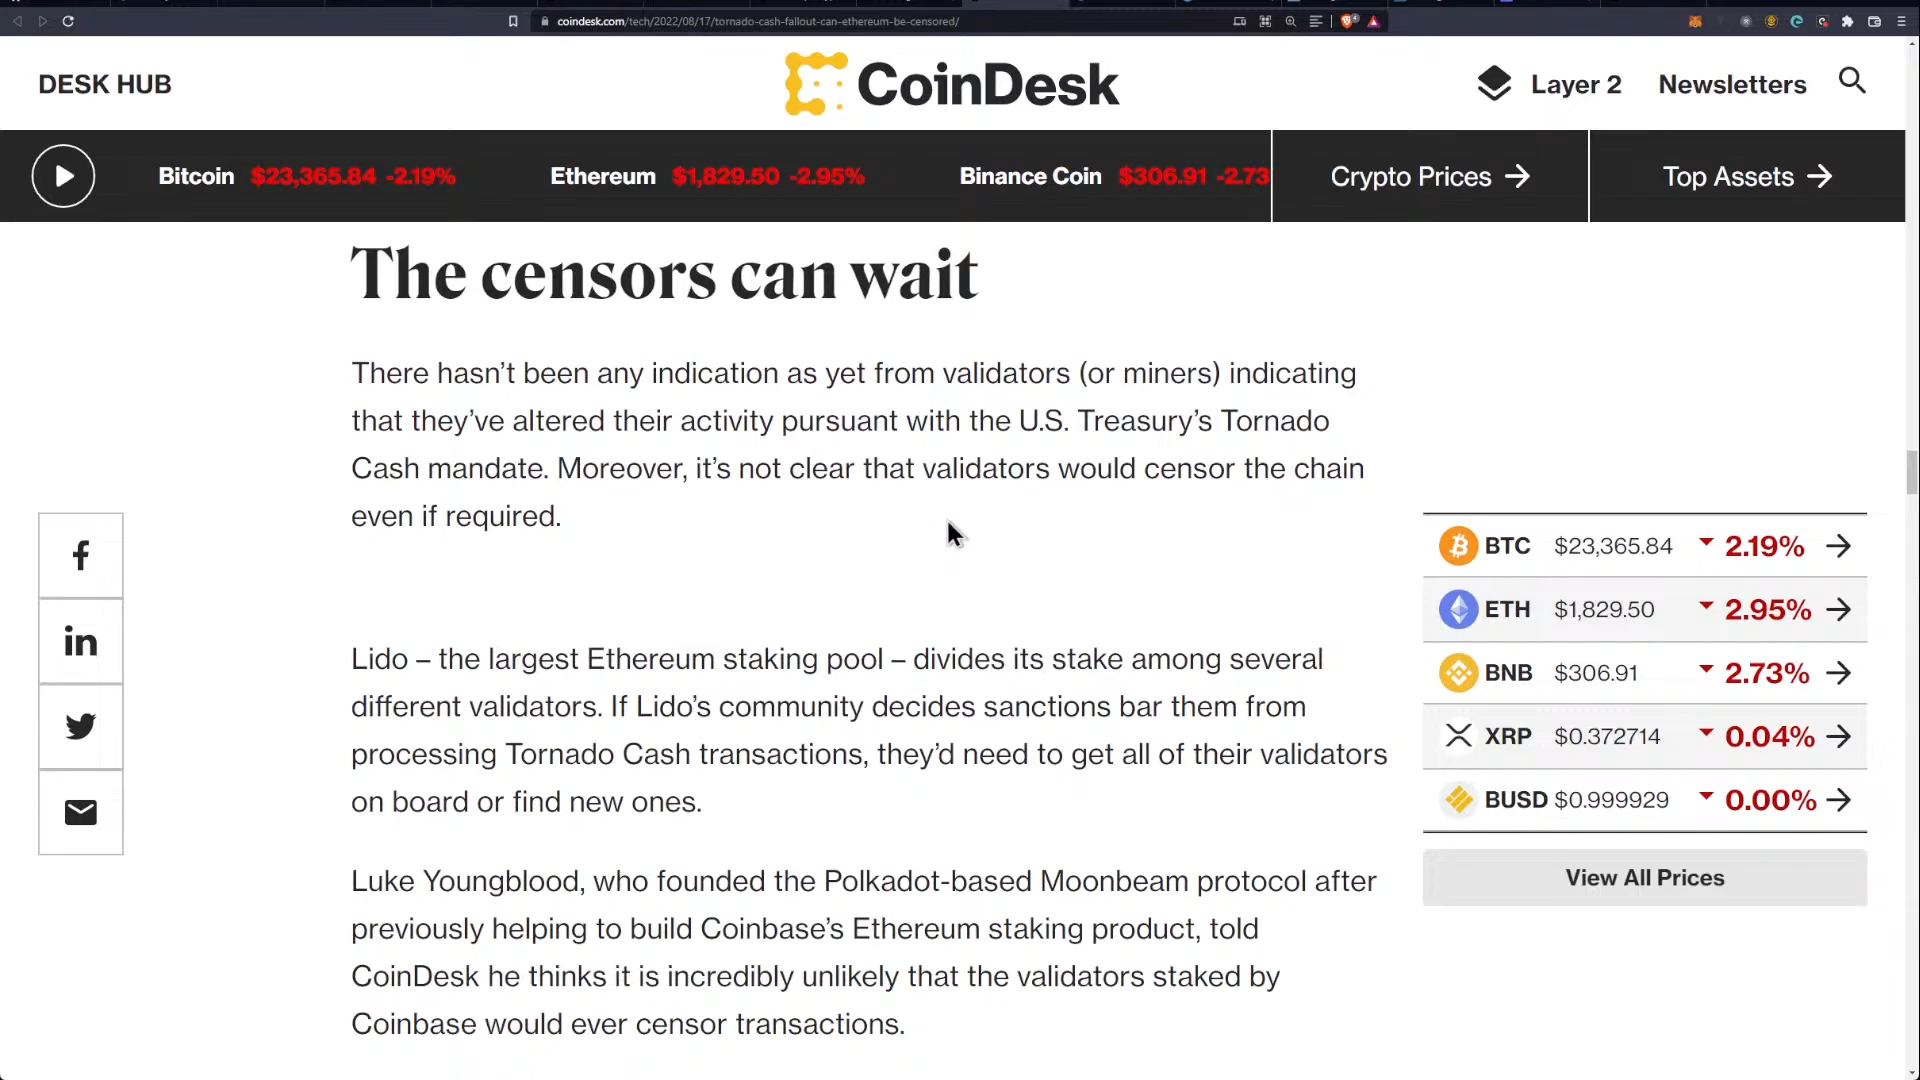 coindesk.com/tech/2022/08/17/tornado-cash-fallout-can-ethereum-be-censored/
DESK HUB
CoinDesk
Layer 2
Newsletters
Bitcoin $23,365.84 -2.19%
Ethereum $1,829.50 -2.95%
Binance Coin $306.91 -2.73
Crypto Prices →
Top Assets →
The censors can wait
There hasn’t been any indication as yet from validators (or miners) indicating
that they’ve altered their activity pursuant with the U.S. Treasury’s Tornado
Cash mandate. Moreover, it’s not clear that validators would censor the chain
even if required.
Lido – the largest Ethereum staking pool – divides its stake among several
different validators. If Lido’s community decides sanctions bar them from
processing Tornado Cash transactions, they’d need to get all of their validators
on board or find new ones.
Luke Youngblood, who founded the Polkadot-based Moonbeam protocol after
previously helping to build Coinbase’s Ethereum staking product, told
CoinDesk he thinks it is incredibly unlikely that the validators staked by
Coinbase would ever censor transactions.
f
in
BTC $23,365.84 2.19% →
ETH $1,829.50 2.95% →
BNB $306.91 2.73% →
XRP $0.372714 0.04% →
BUSD $0.999929 0.00% →
View All Prices